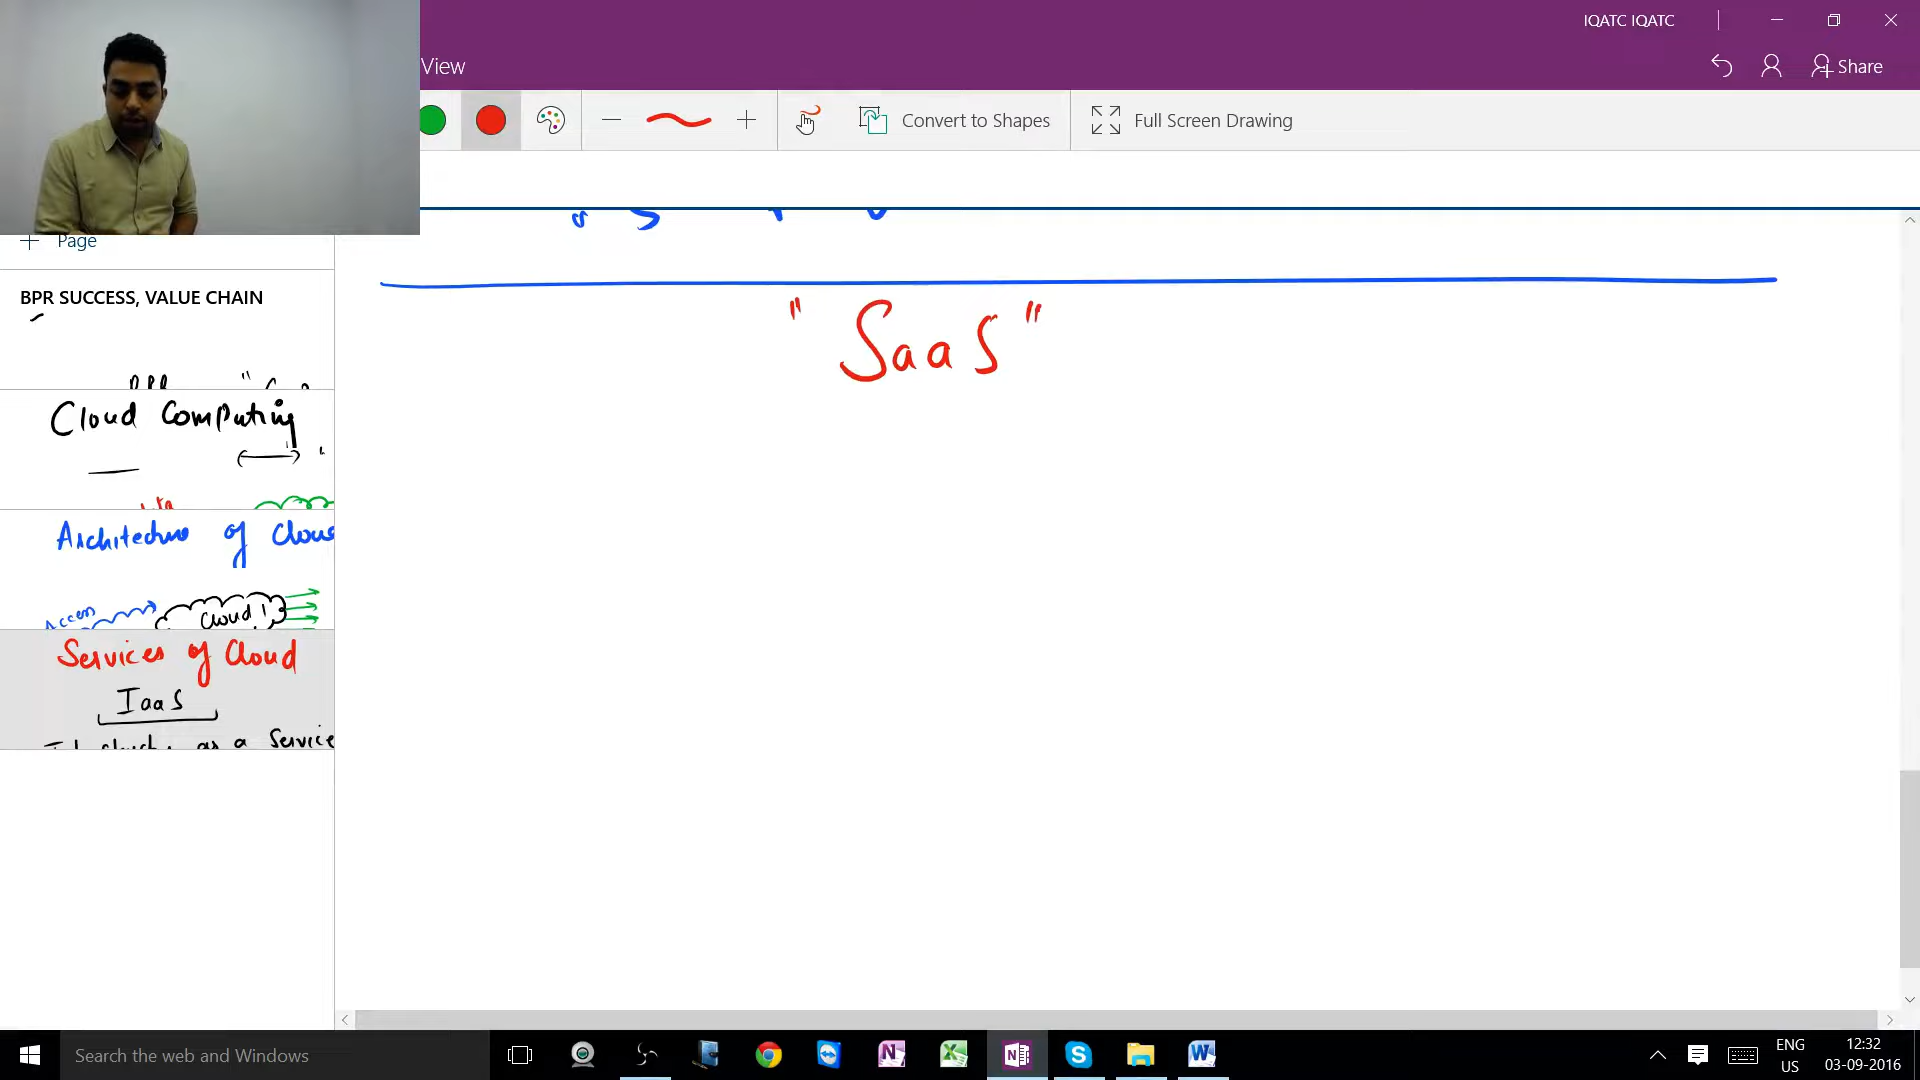 IQATC IQATC
View
Share
Convert to Shapes
Full Screen Drawing
Page
BPR SUCCESS, VALUE CHAIN
Cloud Computing
Architecture of Cloud
Access
Cloud
Services of Cloud
IaaS
as a Service
" SaaS "
Search the web and Windows
ENG
US
12:32
03-09-2016